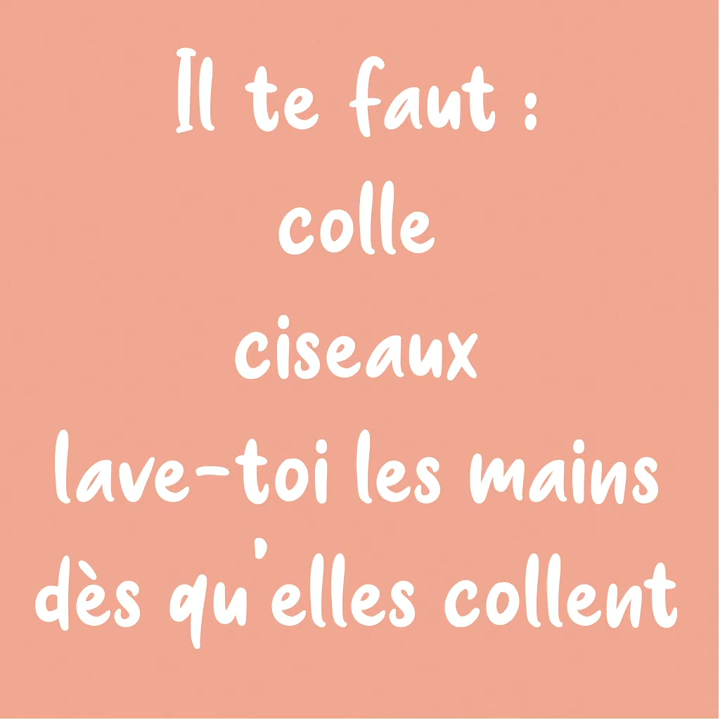 Il te faut :
colle
ciseaux
lave-toi les mains
dès qu'elles collent